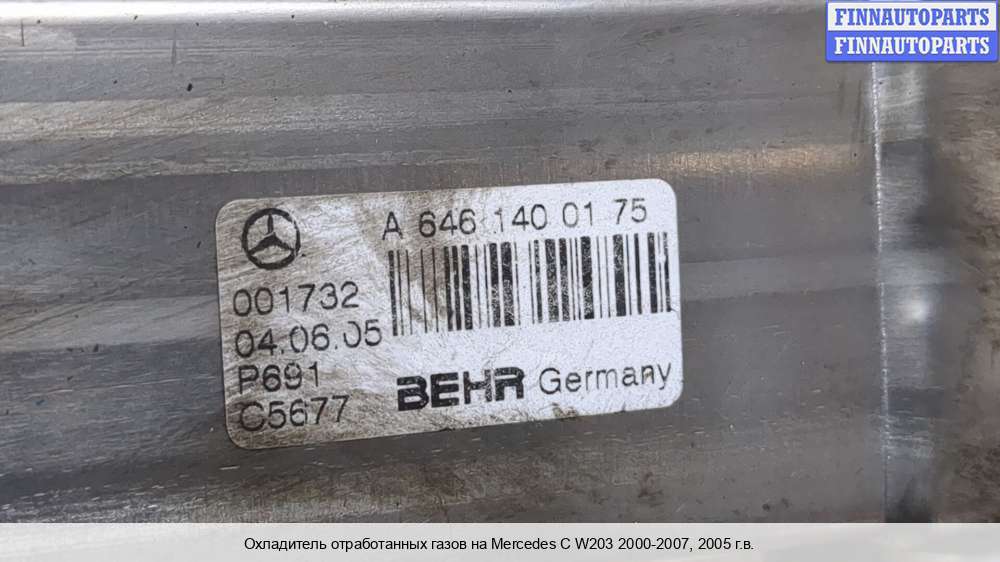 FINNAUTOPARTS
FINNAUTOPARTS
A 646 140 01 75
001732
04.06.05
P691
C5677
BEHR Germany
Охладитель отработанных газов на Mercedes C W203 2000-2007, 2005 г.в.